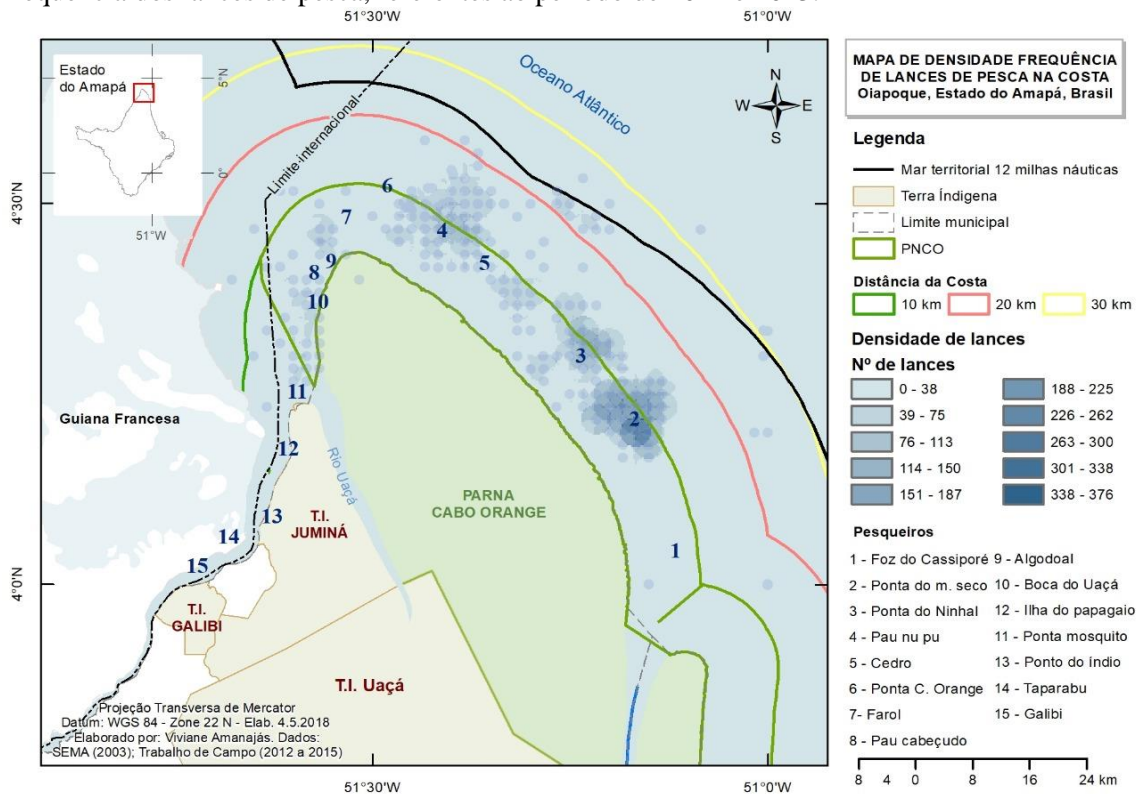 51°30'W
51°0'W
Estado
do Amapá
5°N
0°
51°W
Limite internacional
Oceano Atlântico
N
W E
S
4°30'N
4°0'N
6
7
4
5
9
8
10
3
2
11
12
13
14
15
1
Guiana Francesa
Rio Uaçá
PARNA
CABO ORANGE
T.I.
JUMINÁ
T.I.
GALIBI
T.I. Uaçá
Projeção Transversa de Mercator
Datum: WGS 84 - Zone 22 N - Elab. 4.5.2018
Elaborado por: Viviane Amanajás. Dados:
SEMA (2003); Trabalho de Campo (2012 a 2015)
51°30'W
51°0'W
MAPA DE DENSIDADE FREQUÊNCIA
DE LANCES DE PESCA NA COSTA
Oiapoque, Estado do Amapá, Brasil
Legenda
Mar territorial 12 milhas náuticas
Terra Índigena
Limite municipal
PNCO
Distância da Costa
10 km 20 km 30 km
Densidade de lances
Nº de lances
0 - 38 188 - 225
39 - 75 226 - 262
76 - 113 263 - 300
114 - 150 301 - 338
151 - 187 338 - 376
Pesqueiros
1 - Foz do Cassiporé 9 - Algodoal
2 - Ponta do m. seco 10 - Boca do Uaçá
3 - Ponta do Ninhal 12 - Ilha do papagaio
4 - Pau nu pu 11 - Ponta mosquito
5 - Cedro 13 - Ponto do índio
6 - Ponta C. Orange 14 - Taparabu
7- Farol 15 - Galibi
8 - Pau cabeçudo
8 4 0 8 16 24 km